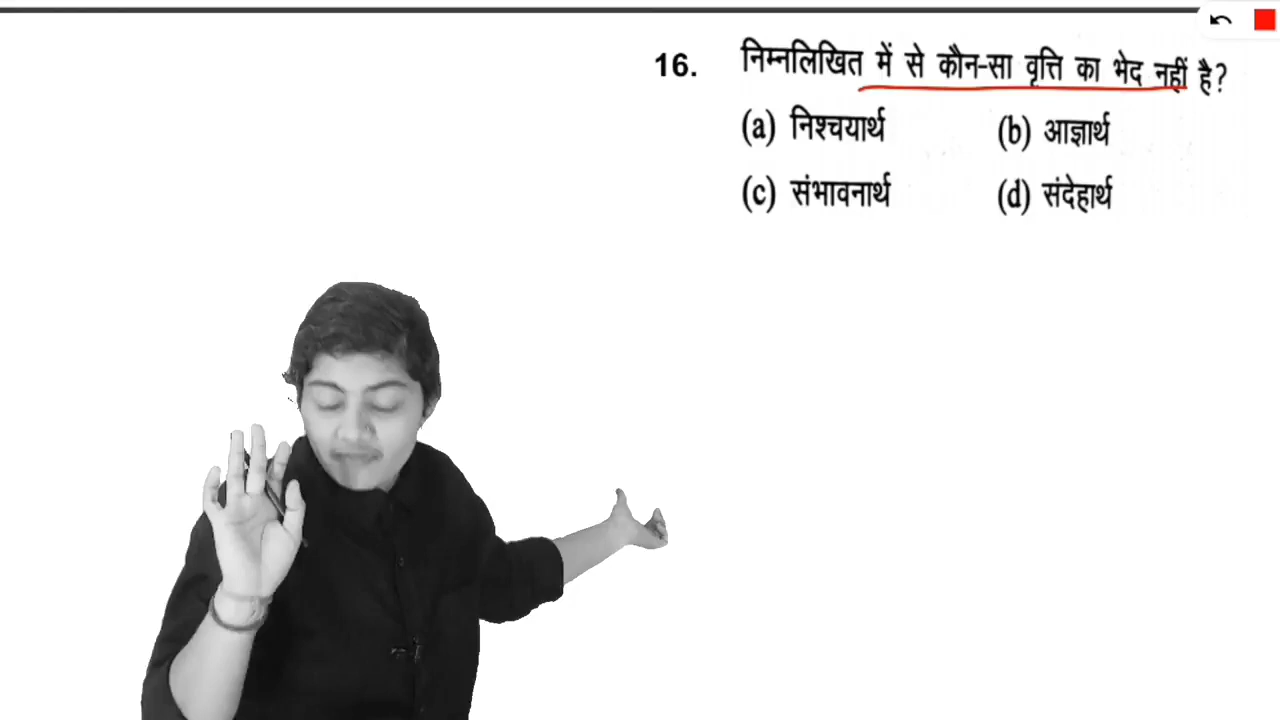 16. निम्नलिखित में से कौन-सा वृत्ति का भेद नहीं है?
(a) निश्चयार्थ (b) आज्ञार्थ
(c) संभावनार्थ (d) संदेहार्थ